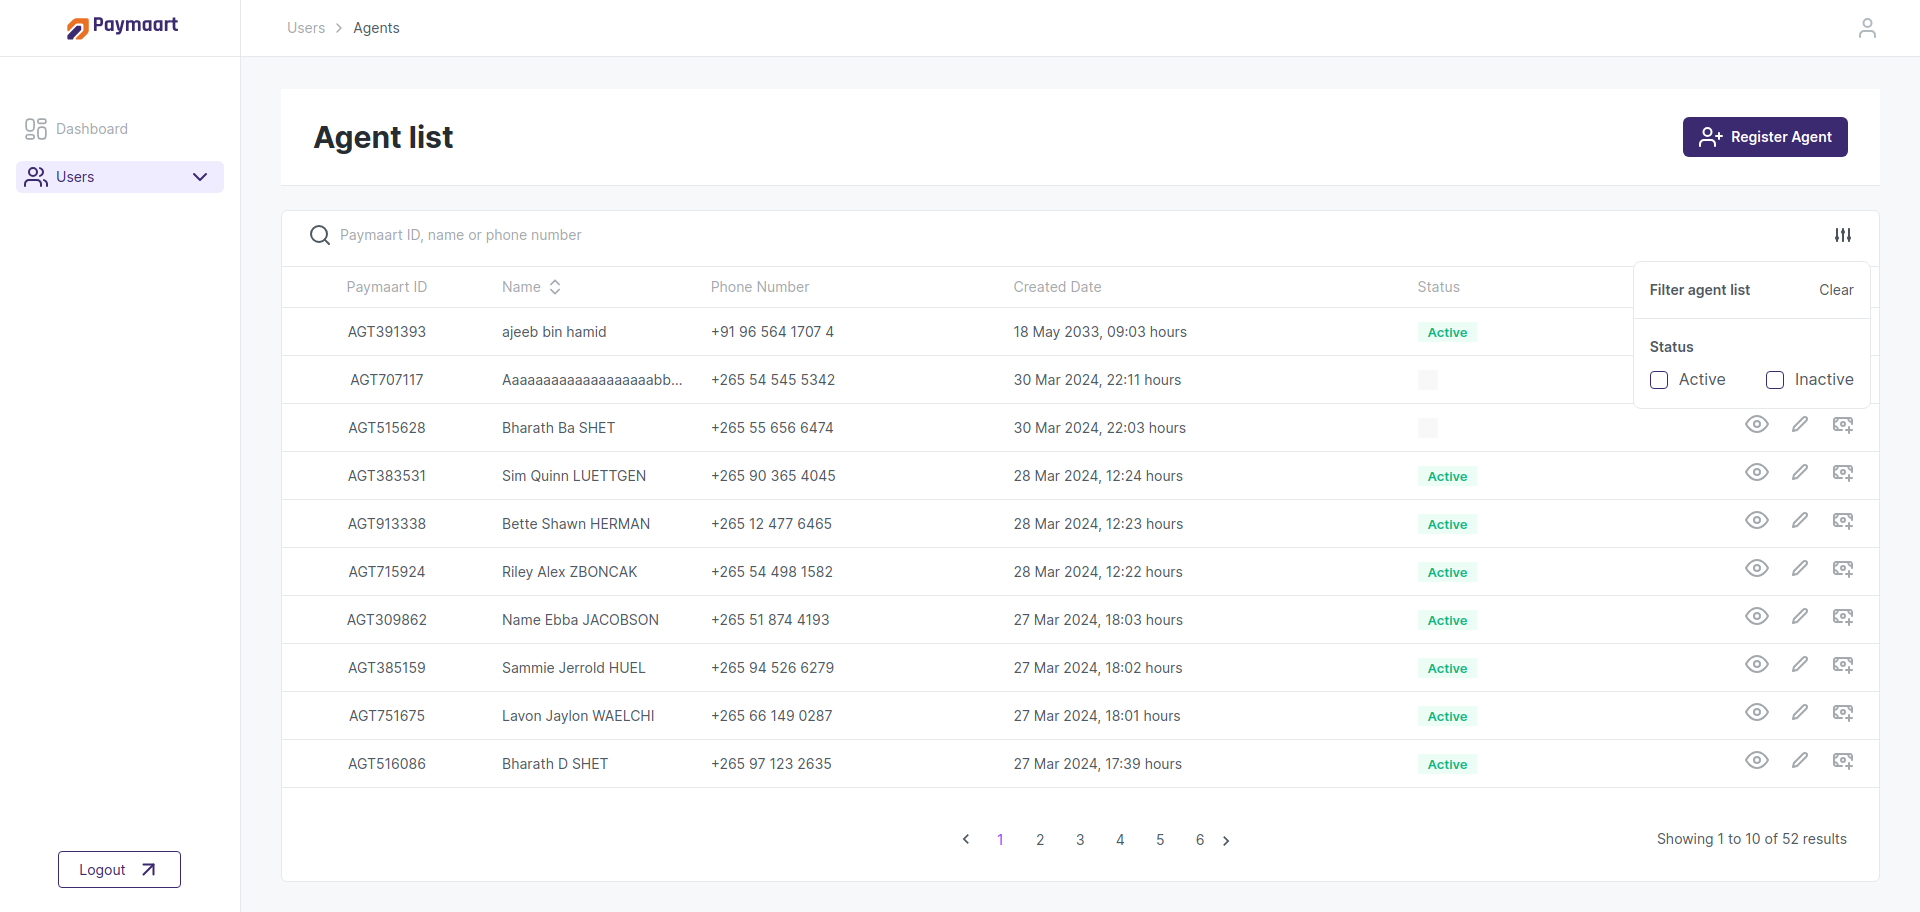 Paymaart
Users > Agents
Dashboard
Users
Logout
Agent list
Register Agent
Paymaart ID, name or phone number
Paymaart ID Name Phone Number Created Date Status
AGT391393 ajeeb bin hamid +91 96 564 1707 4 18 May 2033, 09:03 hours Active
AGT707117 Aaaaaaaaaaaaaaaaaaabb... +265 54 545 5342 30 Mar 2024, 22:11 hours
AGT515628 Bharath Ba SHET +265 55 656 6474 30 Mar 2024, 22:03 hours
AGT383531 Sim Quinn LUETTGEN +265 90 365 4045 28 Mar 2024, 12:24 hours Active
AGT913338 Bette Shawn HERMAN +265 12 477 6465 28 Mar 2024, 12:23 hours Active
AGT715924 Riley Alex ZBONCAK +265 54 498 1582 28 Mar 2024, 12:22 hours Active
AGT309862 Name Ebba JACOBSON +265 51 874 4193 27 Mar 2024, 18:03 hours Active
AGT385159 Sammie Jerrold HUEL +265 94 526 6279 27 Mar 2024, 18:02 hours Active
AGT751675 Lavon Jaylon WAELCHI +265 66 149 0287 27 Mar 2024, 18:01 hours Active
AGT516086 Bharath D SHET +265 97 123 2635 27 Mar 2024, 17:39 hours Active
Filter agent list Clear
Status
Active Inactive
1 2 3 4 5 6
Showing 1 to 10 of 52 results